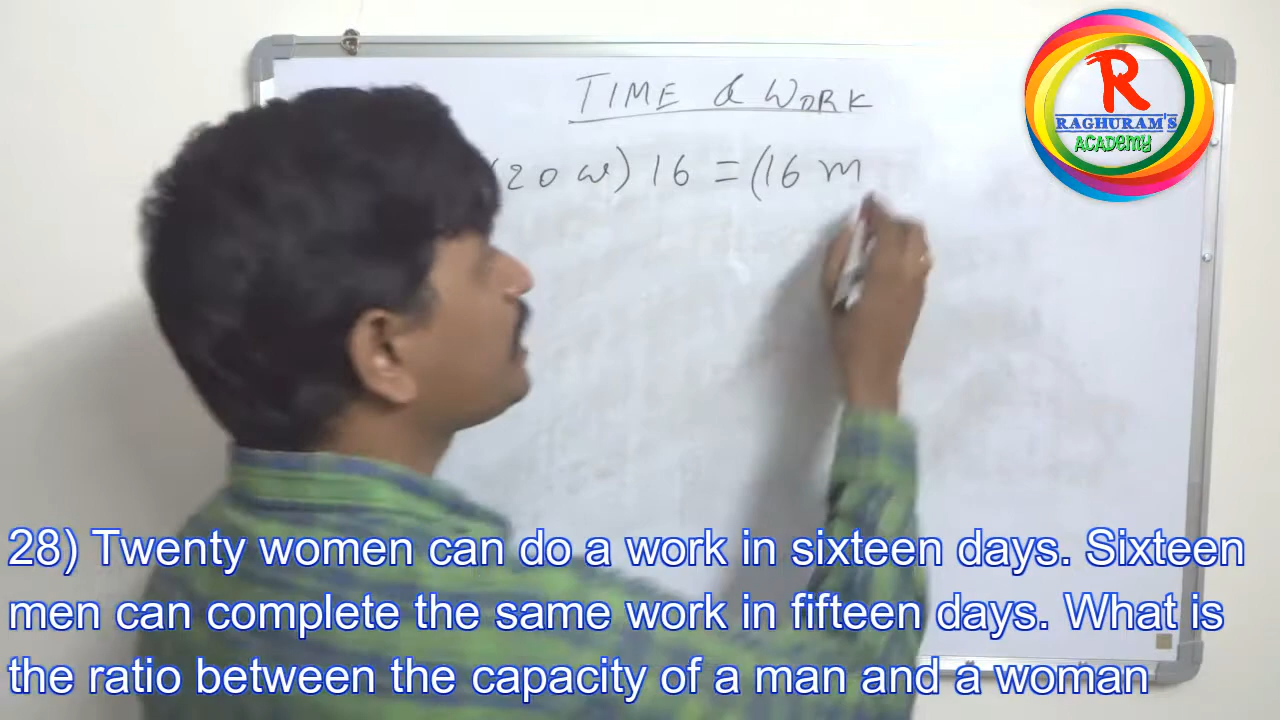 TIME & WORK
(20 w) 16 = (16 m
R
RAGHURAM'S
ACADEMY
28) Twenty women can do a work in sixteen days. Sixteen
men can complete the same work in fifteen days. What is
the ratio between the capacity of a man and a woman